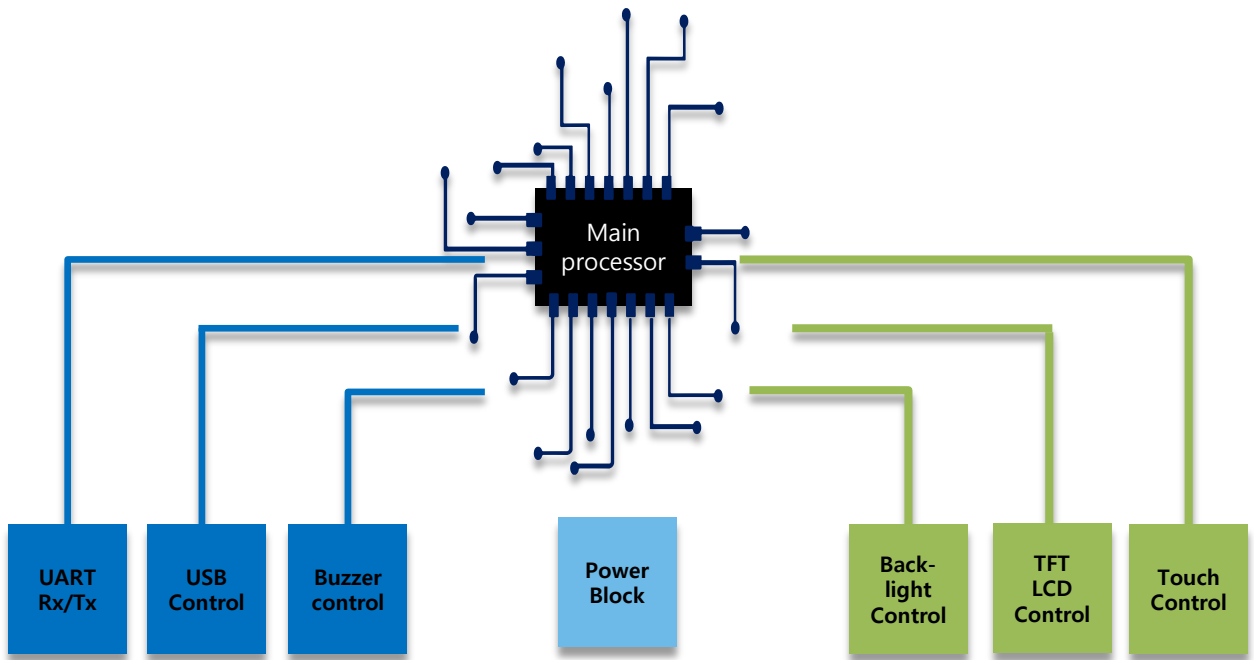 Main
processor
UART
Rx/Tx
USB
Control
Buzzer
control
Power
Block
Back-
light
Control
TFT
LCD
Control
Touch
Control